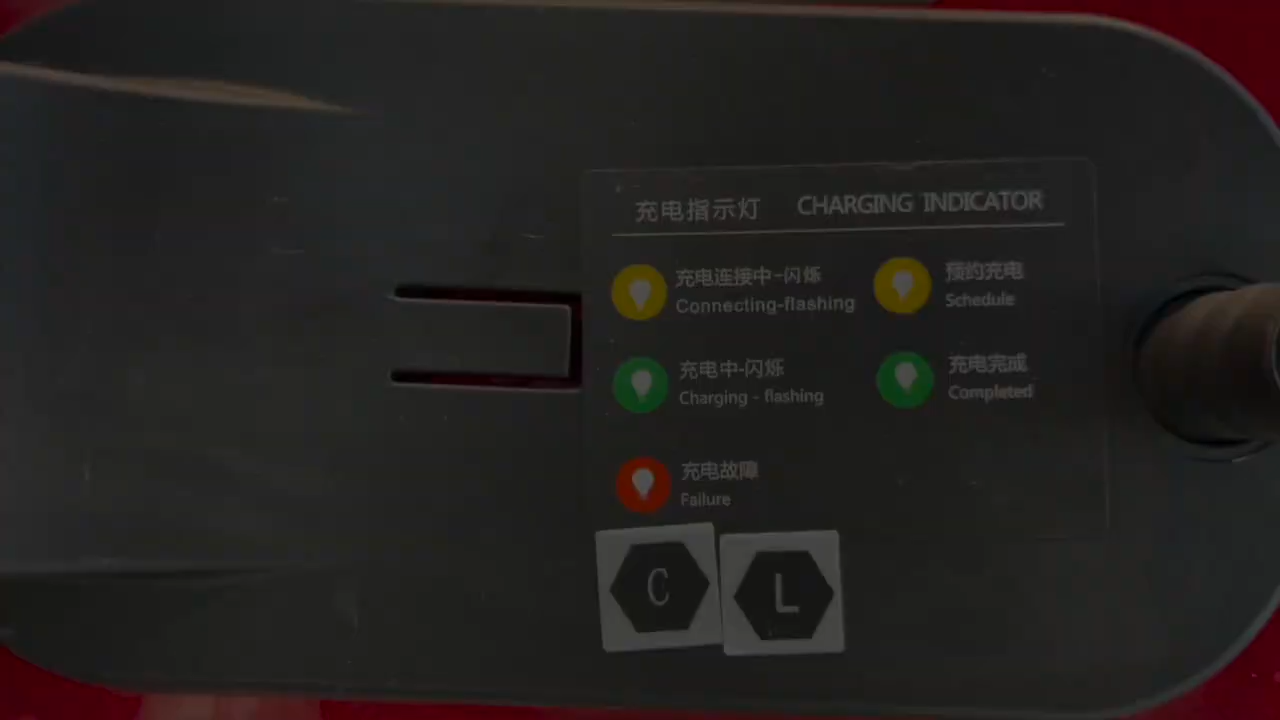 充电指示灯 CHARGING INDICATOR
充电连接中-闪烁
Connecting-flashing
预约充电
Schedule
充电中-闪烁
Charging - flashing
充电完成
Completed
充电故障
Failure
C
L